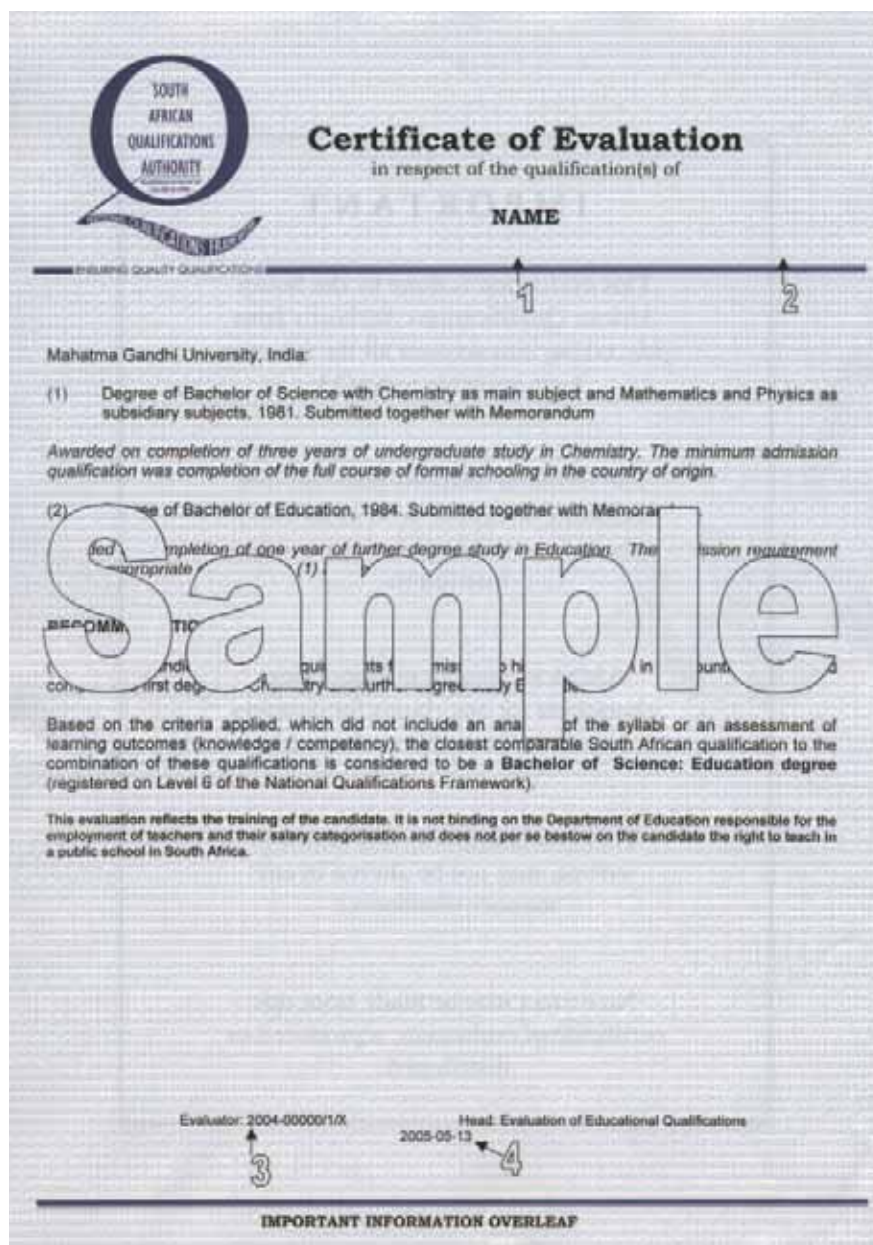 SOUTH
AFRICAN
QUALIFICATIONS
AUTHORITY
ENSURING QUALITY QUALIFICATIONS
Certificate of Evaluation
in respect of the qualification(s) of
NAME
1
2
Mahatma Gandhi University, India:
(1) Degree of Bachelor of Science with Chemistry as main subject and Mathematics and Physics as
subsidiary subjects, 1981. Submitted together with Memorandum
Awarded on completion of three years of undergraduate study in Chemistry. The minimum admission
qualification was completion of the full course of formal schooling in the country of origin.
(2) of Bachelor of Education, 1984. Submitted together with
of one year of further degree study in Education. The requirement
(1)
Sample
Based on the criteria applied, which did not include an of the syllabi or an assessment of
learning outcomes (knowledge / competency), the closest comparable South African qualification to the
combination of these qualifications is considered to be a Bachelor of Science: Education degree
(registered on Level 6 of the National Qualifications Framework).
This evaluation reflects the training of the candidate. It is not binding on the Department of Education responsible for the
employment of teachers and their salary categorisation and does not per se bestow on the candidate the right to teach in
a public school in South Africa.
Evaluator: 2004-00000/1/X Head: Evaluation of Educational Qualifications
2005-05-13
3
4
IMPORTANT INFORMATION OVERLEAF